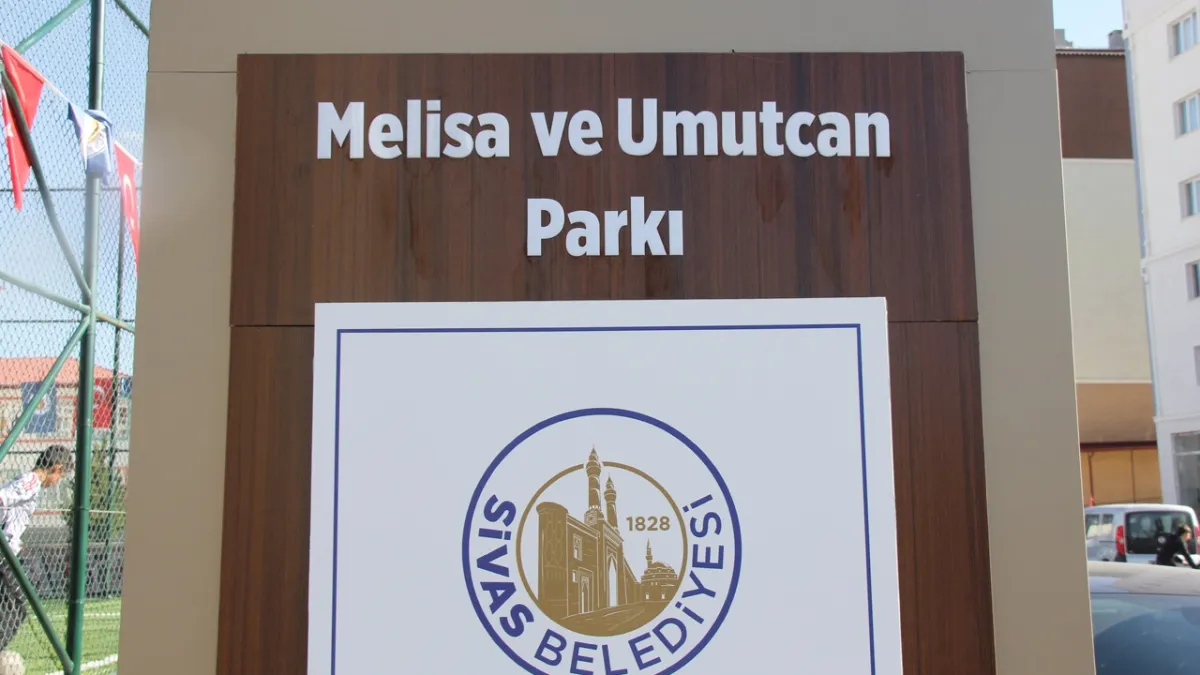 Melisa ve Umutcan
Parkı
1828
SİVAS BELEDİYESİ